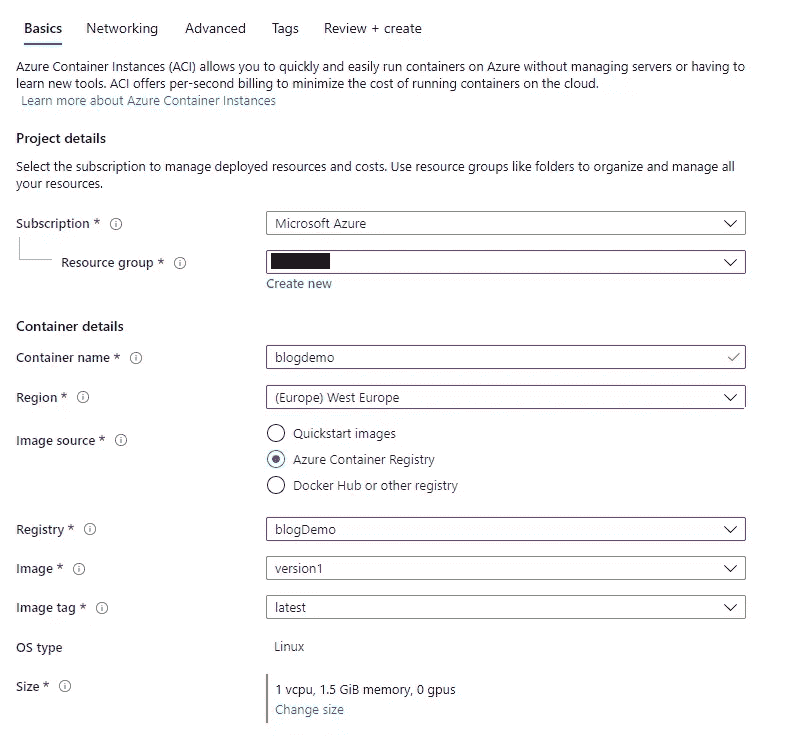 Basics Networking Advanced Tags Review + create
Azure Container Instances (ACI) allows you to quickly and easily run containers on Azure without managing servers or having to
learn new tools. ACI offers per-second billing to minimize the cost of running containers on the cloud.
Learn more about Azure Container Instances
Project details
Select the subscription to manage deployed resources and costs. Use resource groups like folders to organize and manage all
your resources.
Subscription * Microsoft Azure
Resource group *
Create new
Container details
Container name * blogdemo
Region * (Europe) West Europe
Image source * Quickstart images
Azure Container Registry
Docker Hub or other registry
Registry * blogDemo
Image * version1
Image tag * latest
OS type Linux
Size * 1 vcpu, 1.5 GiB memory, 0 gpus
Change size